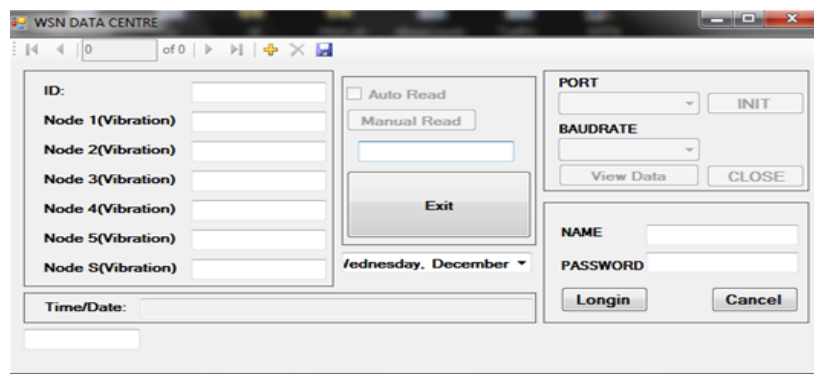 WSN DATA CENTRE
0 of 0
ID:
Node 1(Vibration)
Node 2(Vibration)
Node 3(Vibration)
Node 4(Vibration)
Node 5(Vibration)
Node S(Vibration)
Time/Date:
Auto Read
Manual Read
Exit
/ednesday, December
PORT
INIT
BAUDRATE
View Data CLOSE
NAME
PASSWORD
Longin Cancel